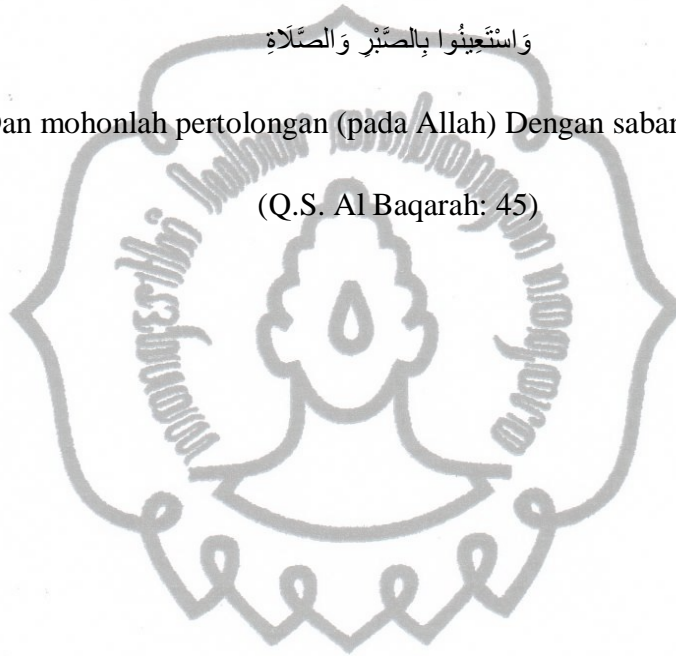 وَاسْتَعِينُوا بِالصَّبْرِ وَالصَّلَاةِ
an mohonlah pertolongan (pada Allah) Dengan sabar
(Q.S. Al Baqarah: 45)